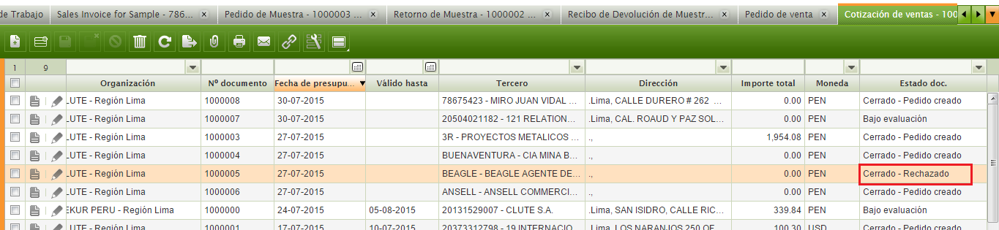 de Trabajo Sales Invoice for Sample - 786... Pedido de Muestra - 1000003 ... Retorno de Muestra - 1000002 ... Recibo de Devolución de Muestr... Pedido de venta Cotización de ventas - 100
1 9
Organización Nº documento Fecha de presupu... Válido hasta Tercero Dirección Importe total Moneda Estado doc.
LUTE - Región Lima 1000008 30-07-2015 78675423 - MIRO JUAN VIDAL ... .Lima, CALLE DURERO # 262 ... 0.00 PEN Cerrado - Pedido creado
LUTE - Región Lima 1000007 30-07-2015 20504021182 - 121 RELATION... .Lima, CAL. ROAUD Y PAZ SOL... 0.00 PEN Bajo evaluación
LUTE - Región Lima 1000003 27-07-2015 3R - PROYECTOS METALICOS ... ., 1,954.08 PEN Cerrado - Pedido creado
LUTE - Región Lima 1000004 27-07-2015 BUENAVENTURA - CIA MINA B... ., 0.00 PEN Cerrado - Pedido creado
LUTE - Región Lima 1000005 27-07-2015 BEAGLE - BEAGLE AGENTE DE... ., 0.00 PEN Cerrado - Rechazado
LUTE - Región Lima 1000006 27-07-2015 ANSELL - ANSELL COMMERCI... ., 0.00 PEN Cerrado - Pedido creado
EKUR PERU - Región Lima 1000000 24-07-2015 05-08-2015 20131529007 - CLUTE S.A. .Lima, SAN ISIDRO, CALLE RIC... 339.84 PEN Bajo evaluación
LUTE - Región Lima 1000001 17-07-2015 10-07-2015 20373312798 - 19 INTERNACIO... .Lima, LOS NARANJOS 250 OF... 100.30 USD Cerrado - Pedido creado